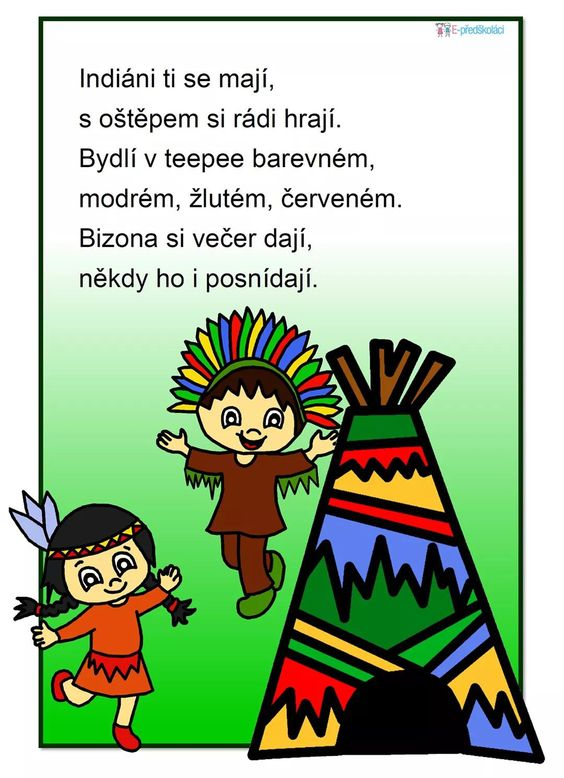 E-předškoláci
Indiáni ti se mají,
s oštěpem si rádi hrají.
Bydlí v teepee barevném,
modrém, žlutém, červeném.
Bizona si večer dají,
někdy ho i posnídají.